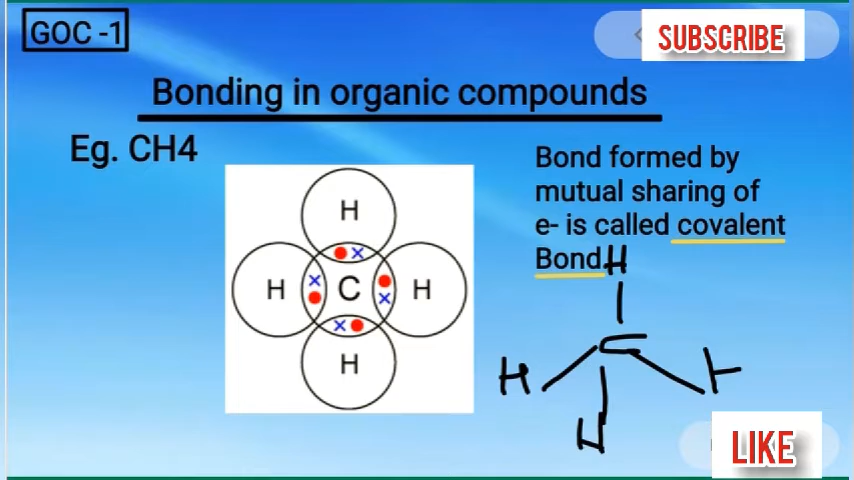 GOC -1
SUBSCRIBE
Bonding in organic compounds
Eg. CH4
Bond formed by
mutual sharing of
e- is called covalent
Bond
H
H C H
H
H
C
H H
H
LIKE